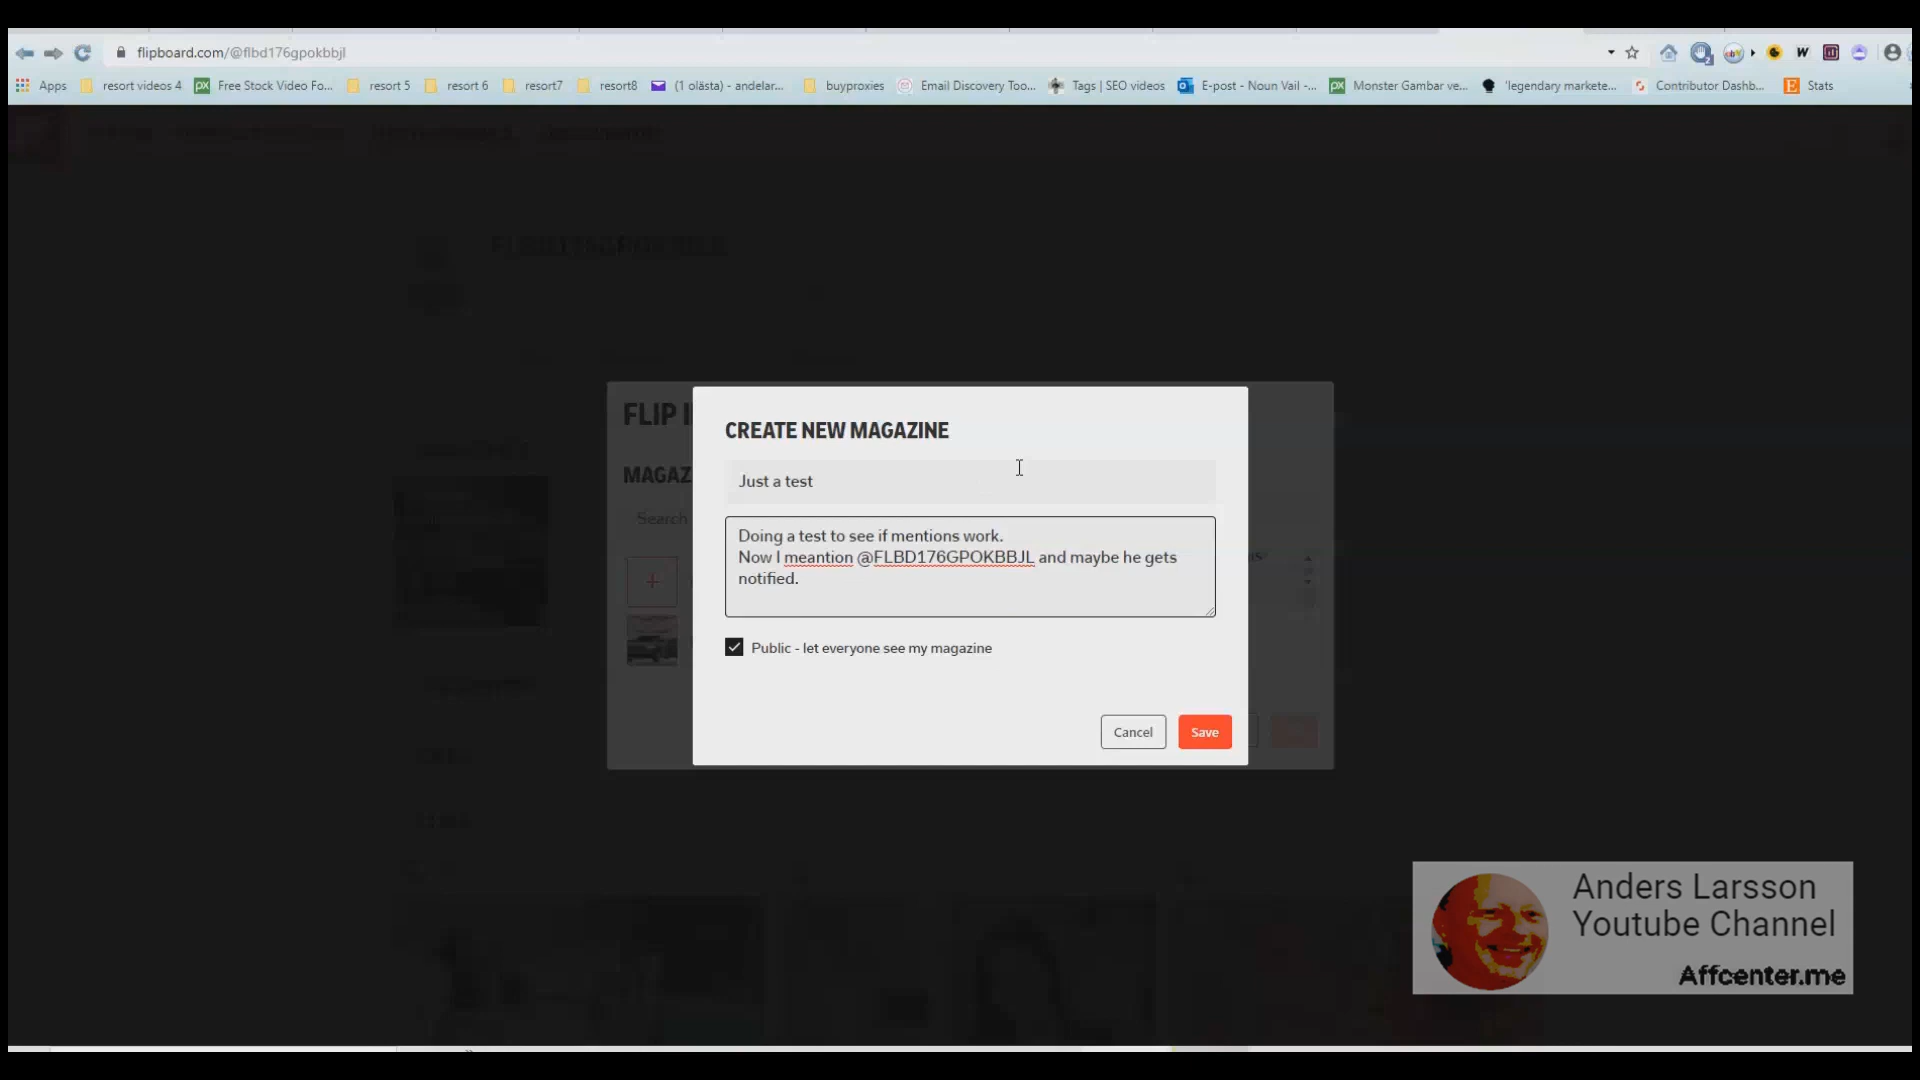 flipboard.com/@flbd176gpokbbjl
Apps resort videos 4 Free Stock Video Fo... resort 5 resort 6 resort7 resort8 (1 olästa) - andelar... buyproxies Email Discovery Too... Tags | SEO videos E-post - Noun Vail -... Monster Gambar ve... 'legendary markete... Contributor Dashb... Stats
FLIP I
CREATE NEW MAGAZINE
MAGAZ
Just a test
Search
Doing a test to see if mentions work.
Now I meantion @FLBD176GPOKBBJL and maybe he gets
notified.
Public - let everyone see my magazine
Cancel Save
Anders Larsson
Youtube Channel
Affcenter.me